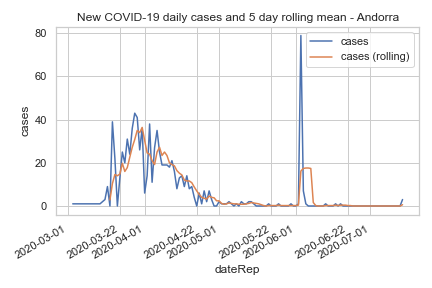 New COVID-19 daily cases and 5 day rolling mean - Andorra
cases
cases (rolling)
80
60
40
20
0
cases
2020-03-01
2020-03-22
2020-04-01
2020-04-22
2020-05-01
2020-05-22
2020-06-01
2020-06-22
2020-07-01
dateRep